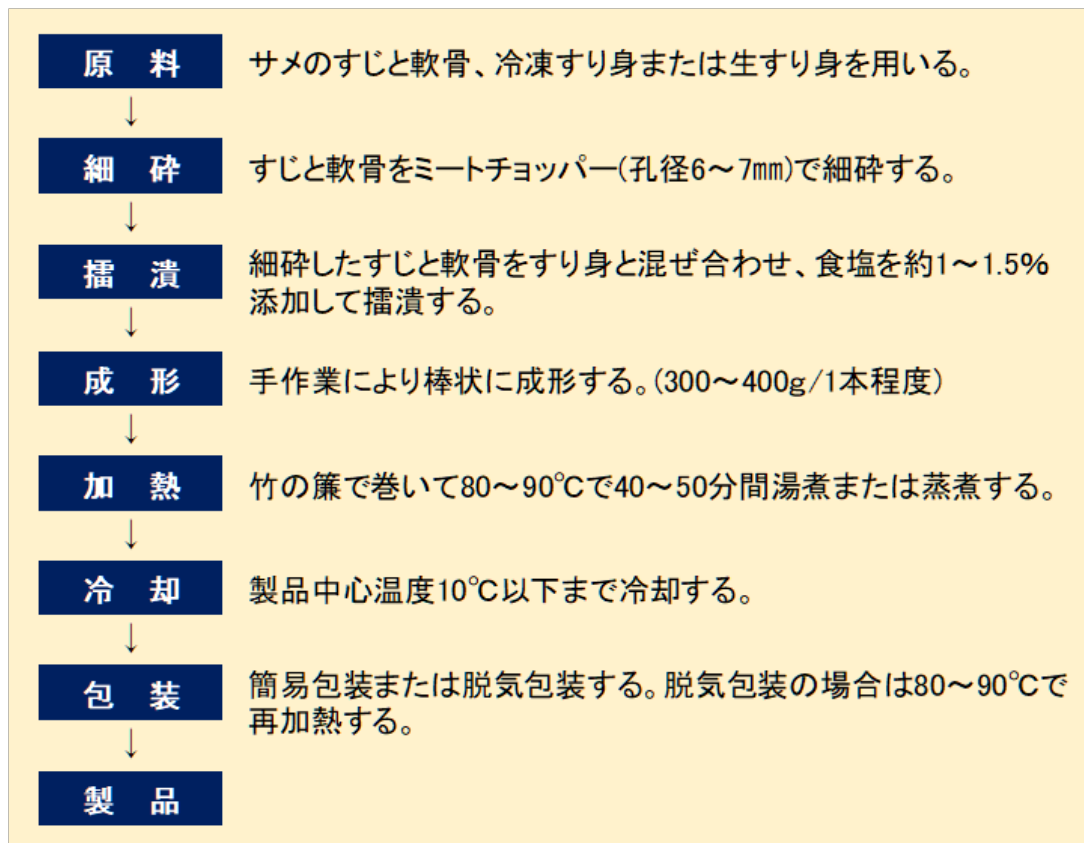 原 料
サメのすじと軟骨、冷凍すり身または生すり身を用いる。
↓
細 砕
すじと軟骨をミートチョッパー(孔径6～7㎜)で細砕する。
↓
擂 潰
細砕したすじと軟骨をすり身と混ぜ合わせ、食塩を約1～1.5%
添加して擂潰する。
↓
成 形
手作業により棒状に成形する。(300～400g/1本程度)
↓
加 熱
竹の簾で巻いて80～90℃で40～50分間湯煮または蒸煮する。
↓
冷 却
製品中心温度10℃以下まで冷却する。
↓
包 装
簡易包装または脱気包装する。脱気包装の場合は80～90℃で
再加熱する。
↓
製 品